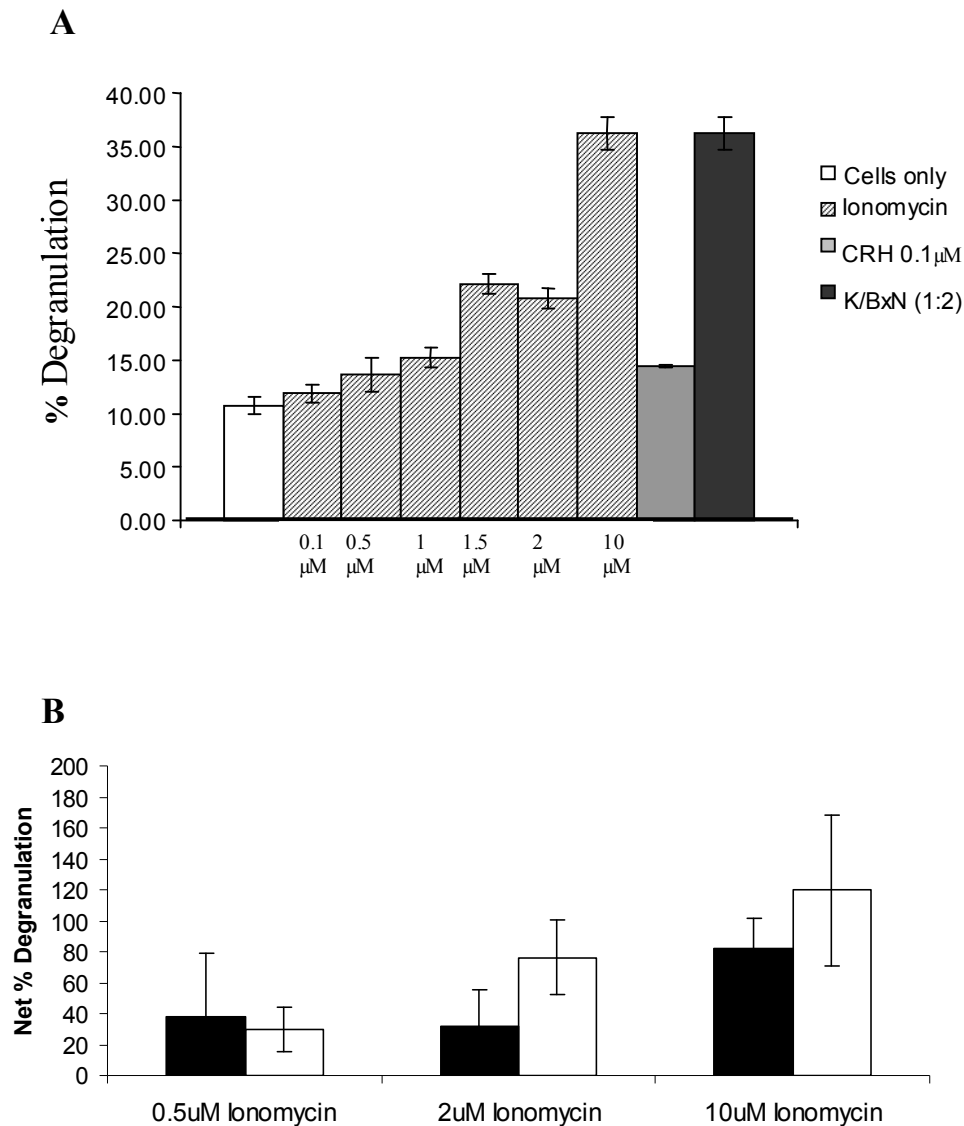 A
40.00
35.00
30.00
25.00
20.00
15.00
10.00
5.00
0.00
% Degranulation
0.1 0.5 1 1.5 2 10
μM μM μM μM μM μM
Cells only
Ionomycin
CRH 0.1μM
K/BxN (1:2)
B
200
180
160
140
120
100
80
60
40
20
0
Net % Degranulation
0.5uM Ionomycin 2uM Ionomycin 10uM Ionomycin